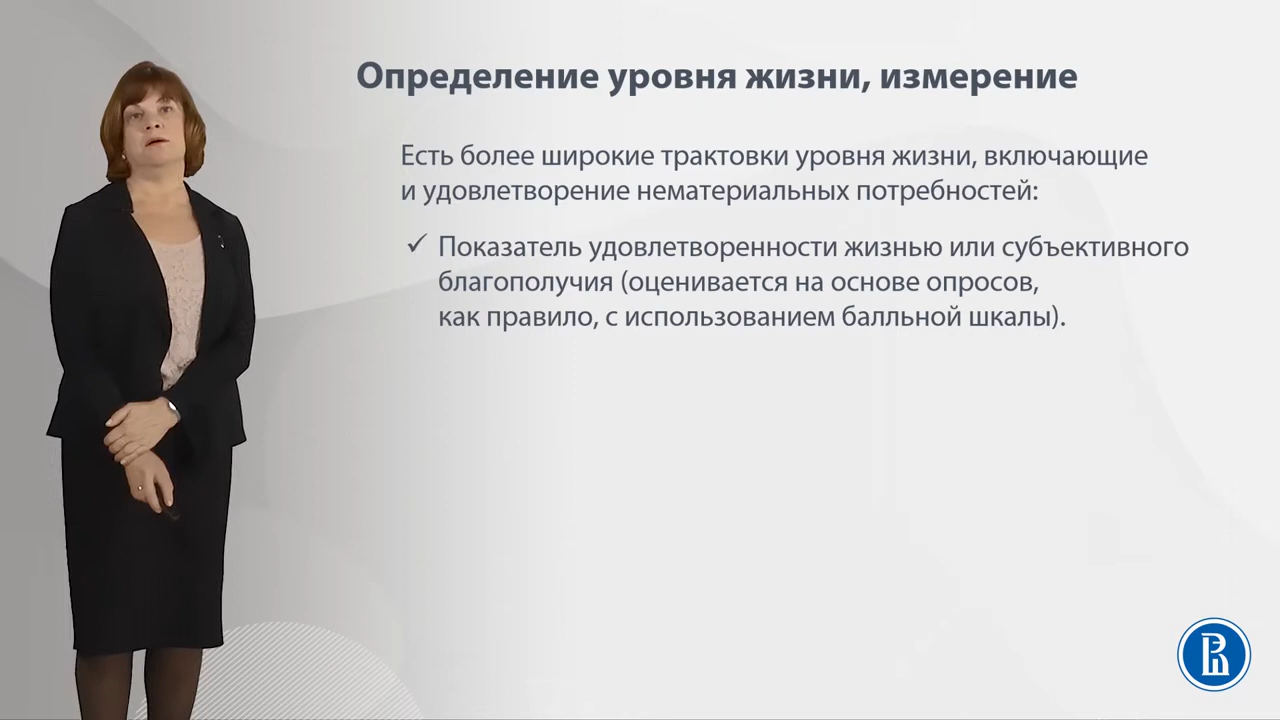 Определение уровня жизни, измерение
Есть более широкие трактовки уровня жизни, включающие
и удовлетворение нематериальных потребностей:
✓ Показатель удовлетворенности жизнью или субъективного
благополучия (оценивается на основе опросов,
как правило, с использованием балльной шкалы).